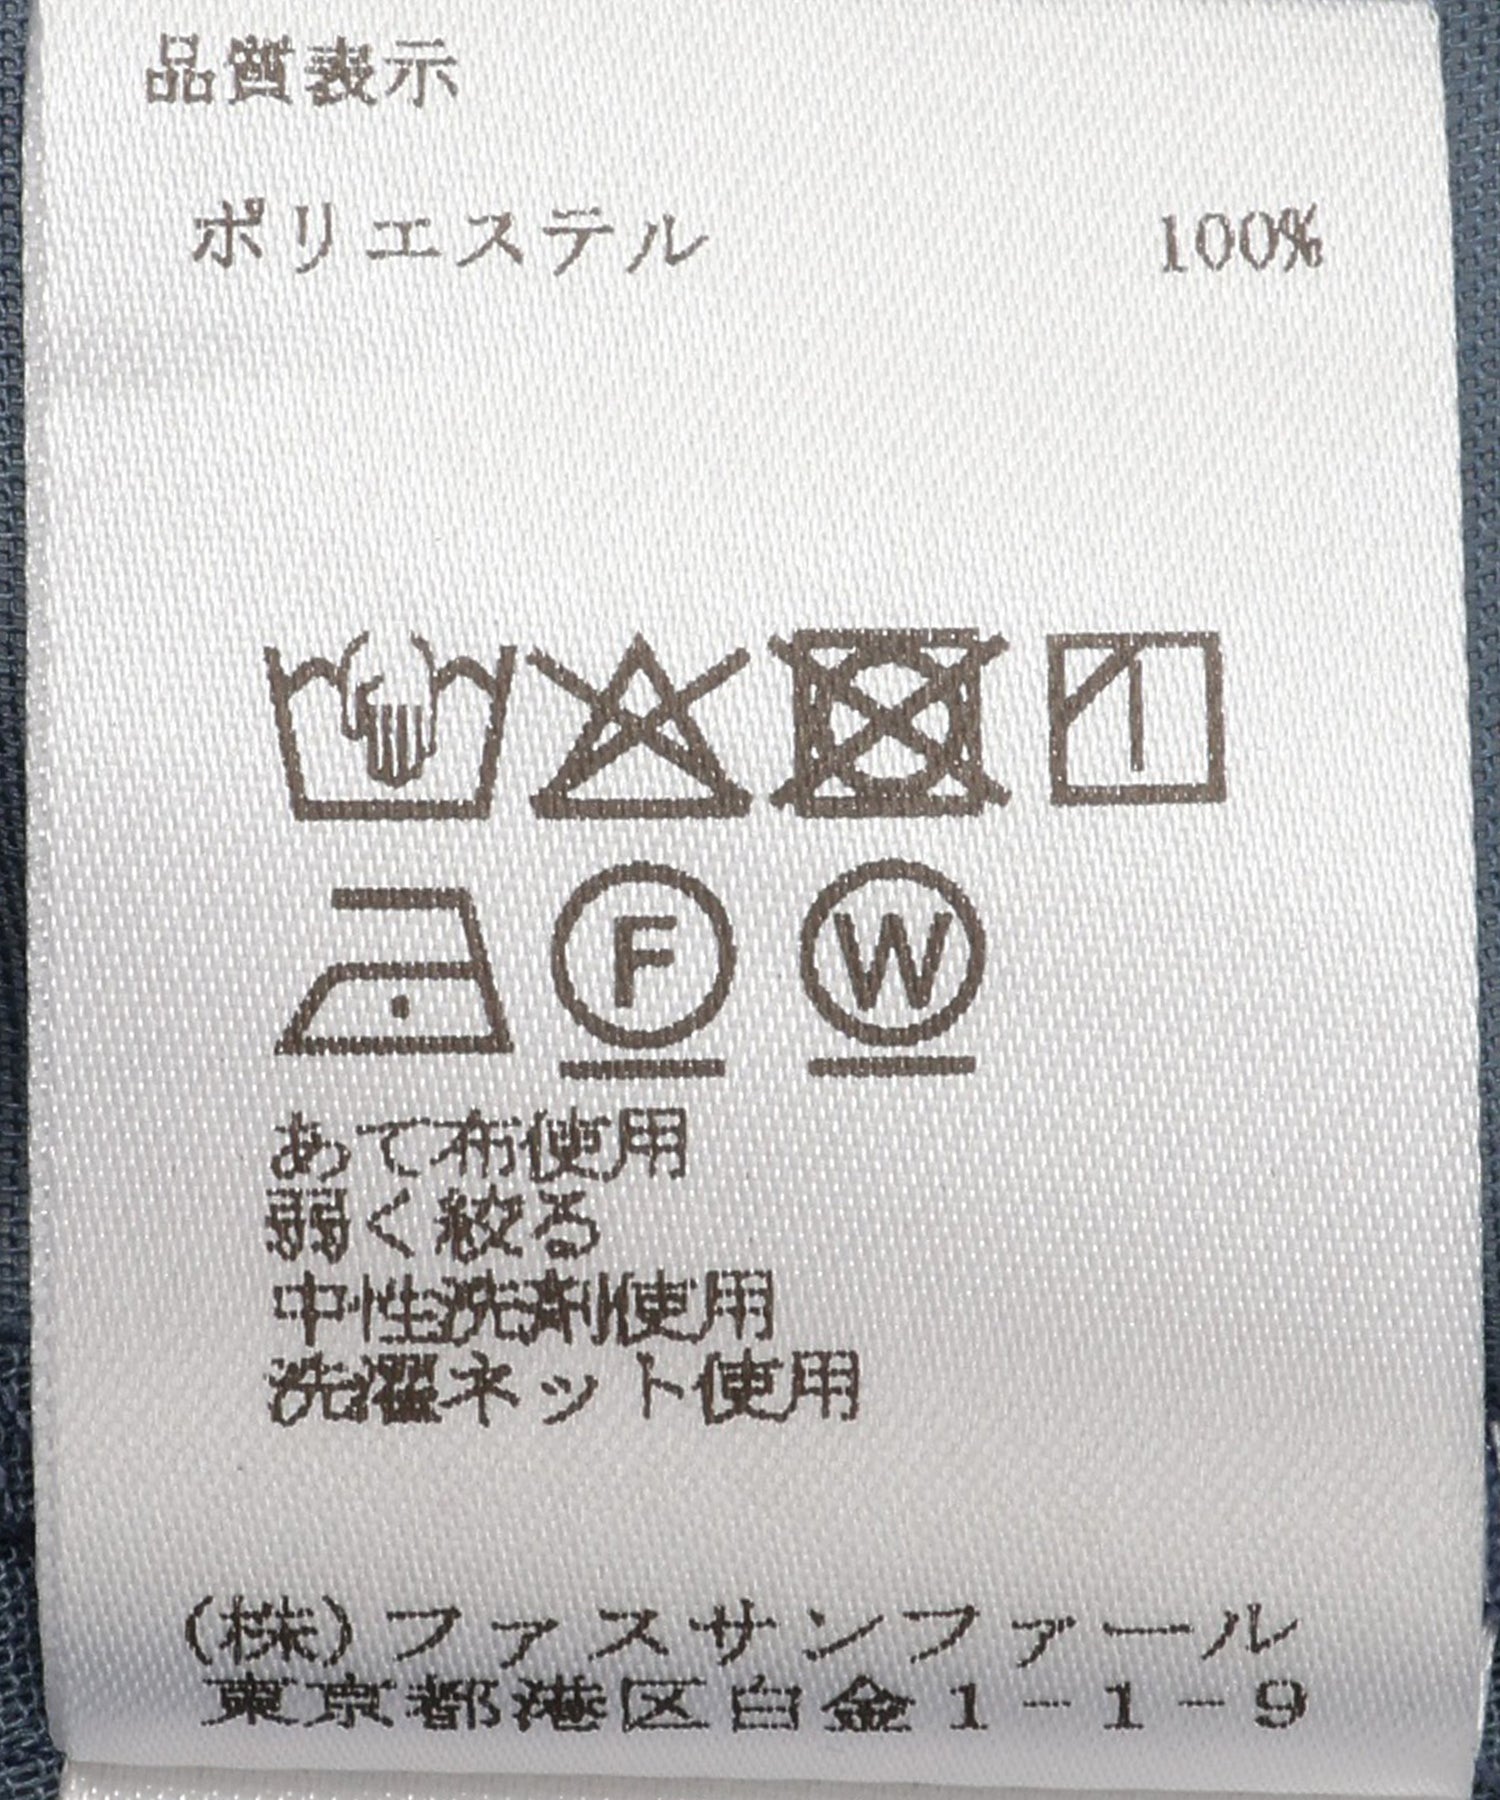 品質表示
ポリエステル 100%
F W
あて布使用
弱く絞る
中性洗剤使用
洗濯ネット使用
(株)ファスサンファール
東京都港区白金1-1-9